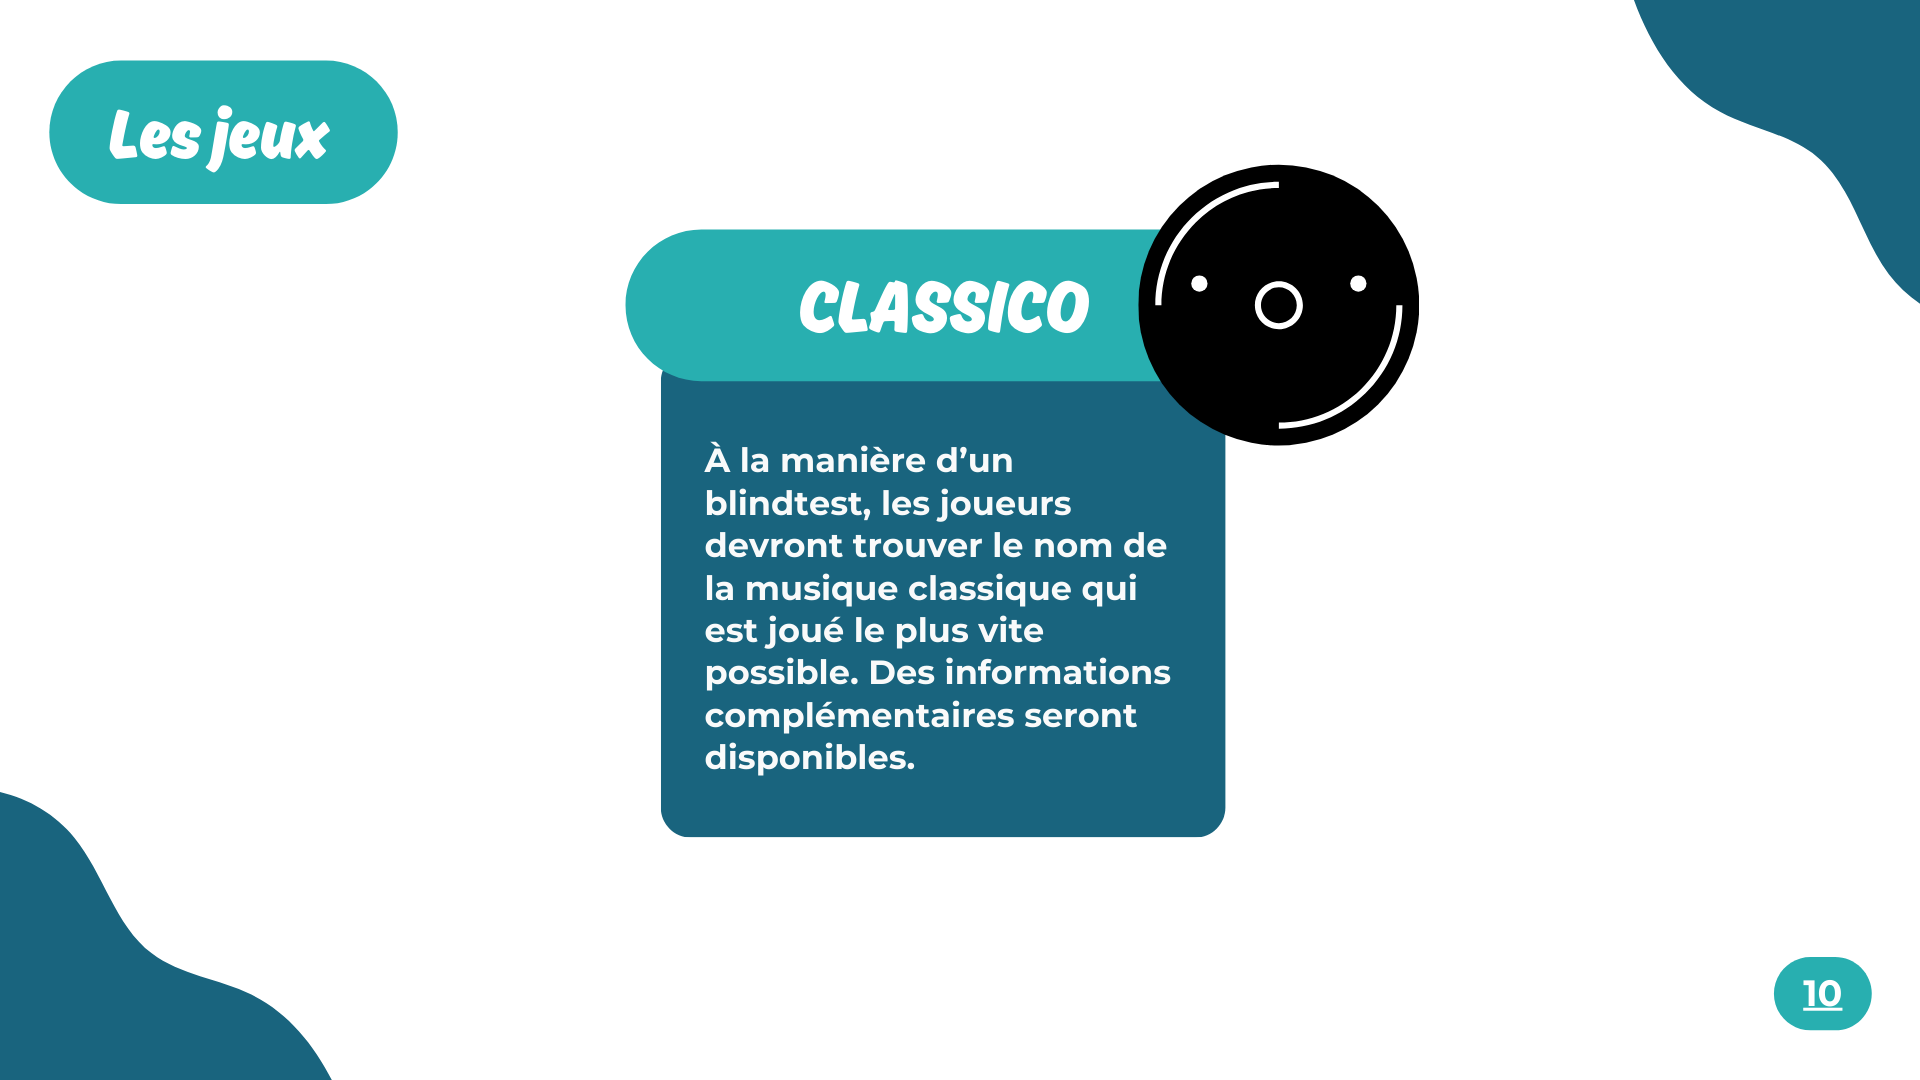 Les jeux
CLASSICO
À la manière d’un
blindtest, les joueurs
devront trouver le nom de
la musique classique qui
est joué le plus vite
possible. Des informations
complémentaires seront
disponibles.
10